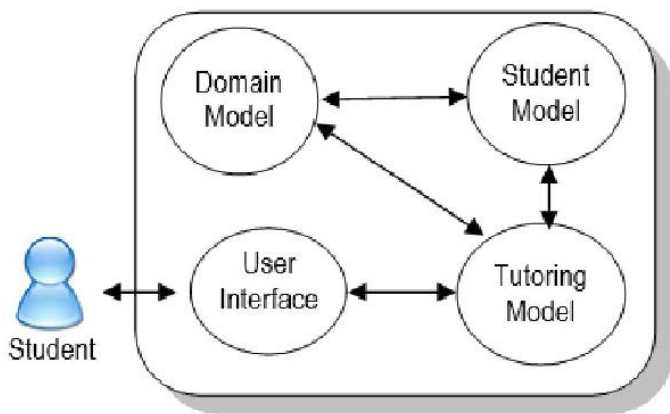 Domain
Model
Student
Model
User
Interface
Tutoring
Model
Student